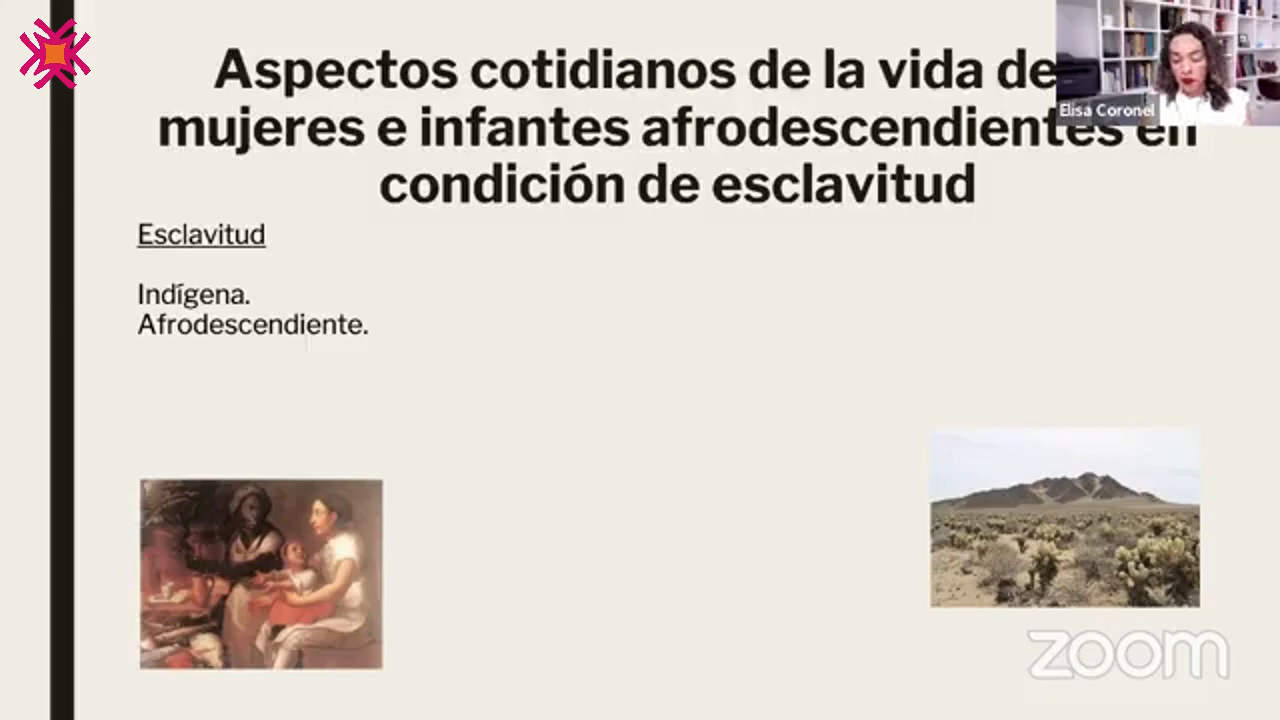 Aspectos cotidianos de la vida de
mujeres e infantes afrodescendientes en
condición de esclavitud
Elisa Coronel
Esclavitud
Indígena.
Afrodescendiente.
zoom